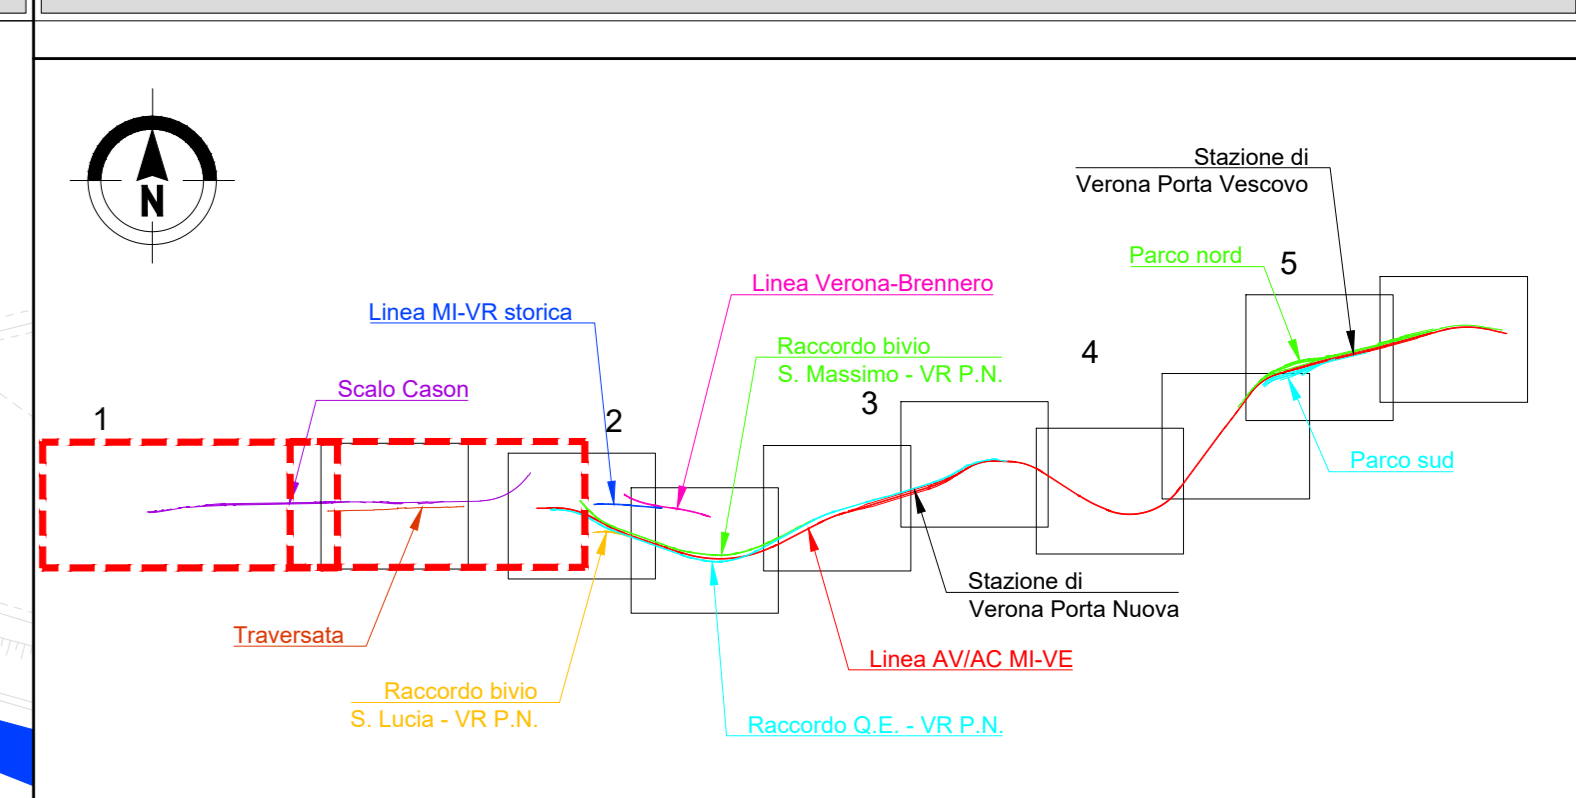 N
Stazione di
Verona Porta Vescovo
Parco nord
5
Linea Verona-Brennero
Linea MI-VR storica
Raccordo bivio
S. Massimo - VR P.N.
4
Scalo Cason
3
1
2
Parco sud
Stazione di
Verona Porta Nuova
Traversata
Linea AV/AC MI-VE
Raccordo bivio
S. Lucia - VR P.N.
Raccordo Q.E. - VR P.N.